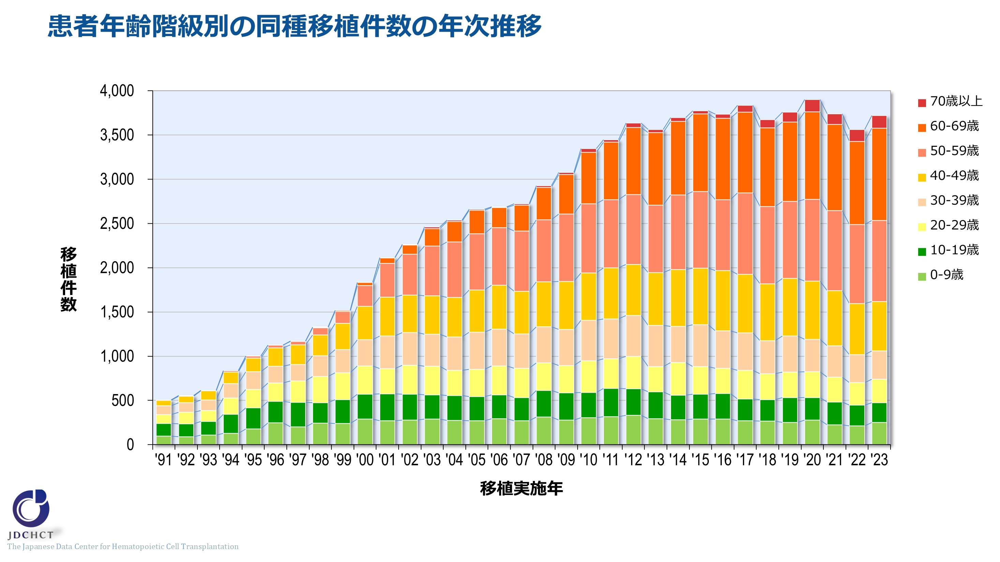 患者年齢階級別の同種移植件数の年次推移
4,000
3,500
3,000
2,500
2,000
1,500
1,000
500
0
移植件数
'91 '92 '93 '94 '95 '96 '97 '98 '99 '00 '01 '02 '03 '04 '05 '06 '07 '08 '09 '10 '11 '12 '13 '14 '15 '16 '17 '18 '19 '20 '21 '22 '23
移植実施年
70歳以上
60-69歳
50-59歳
40-49歳
30-39歳
20-29歳
10-19歳
0-9歳
JDCHCT
The Japanese Data Center for Hematopoietic Cell Transplantation